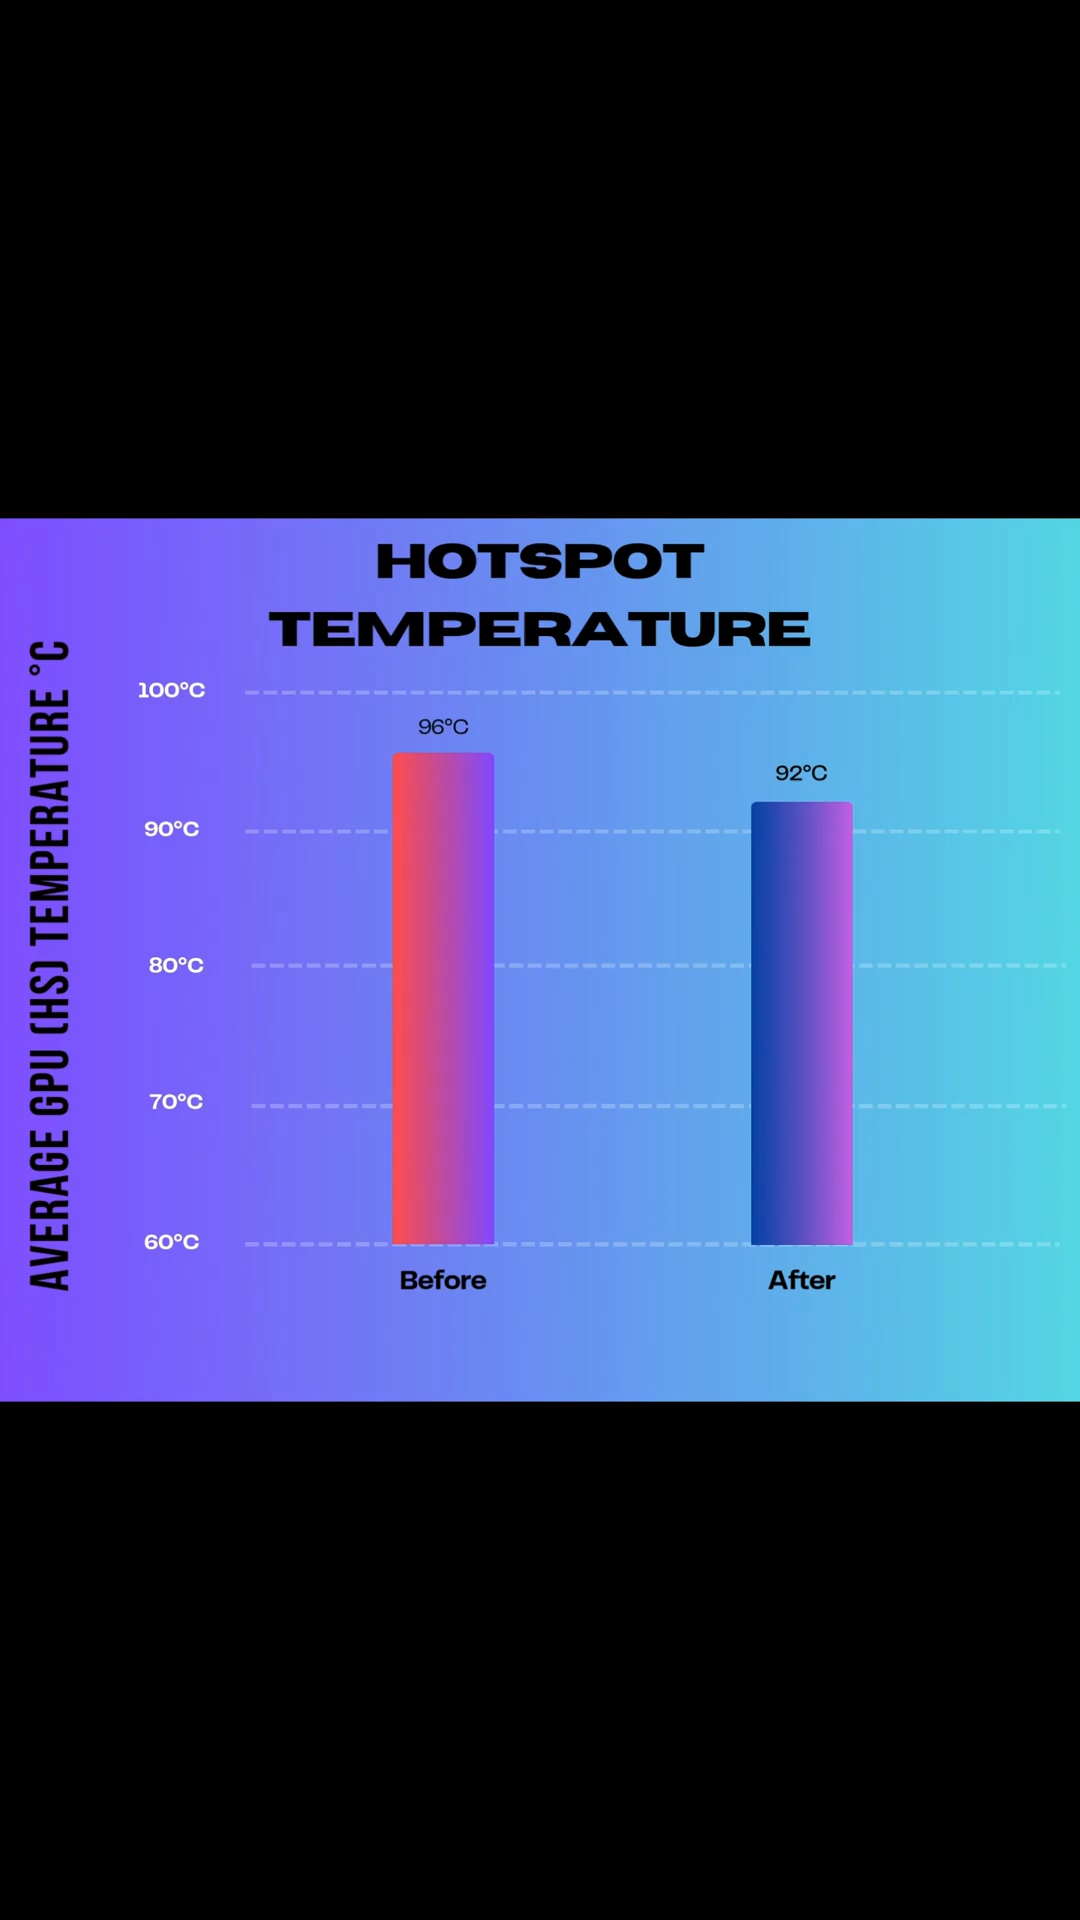 HOTSPOT
TEMPERATURE
AVERAGE GPU (HS) TEMPERATURE °C
100°C
96°C
92°C
90°C
80°C
70°C
60°C
Before
After